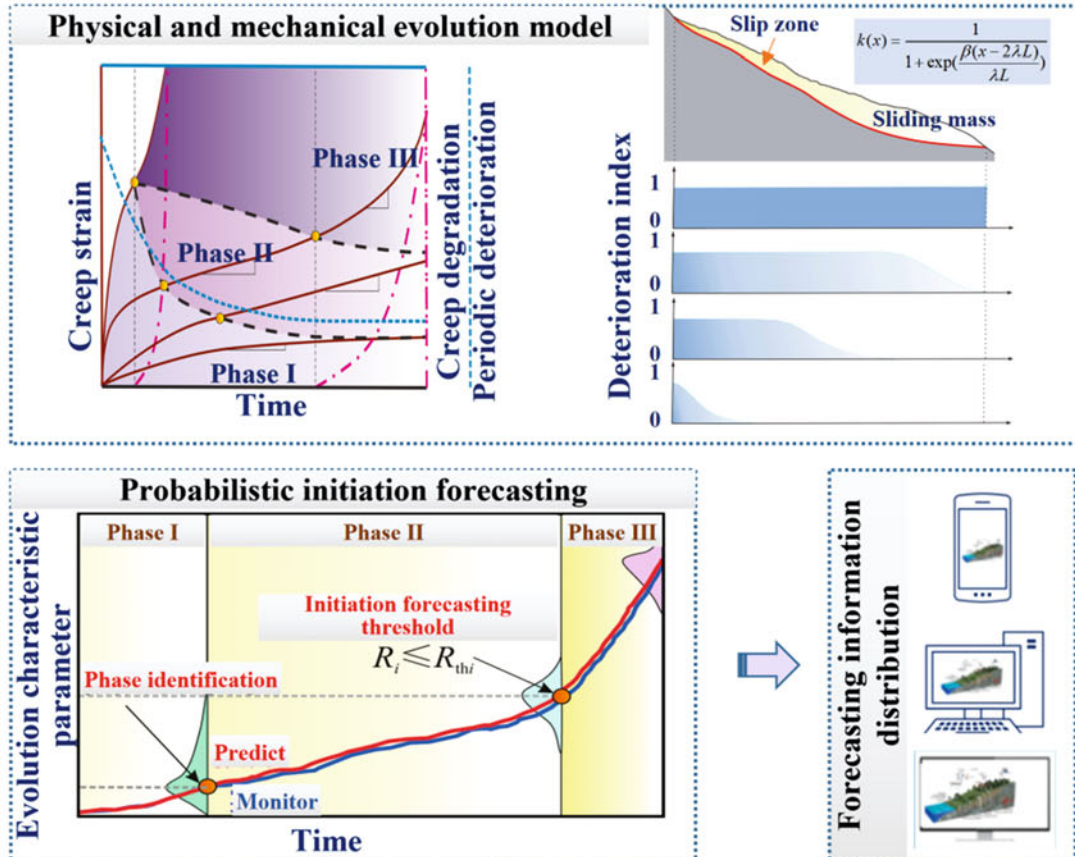 Physical and mechanical evolution model
Creep strain
Phase III
Phase II
Phase I
Time
Creep degradation
Periodic deterioration
Slip zone
k(x) = 1 / (1 + exp(β(x − 2λL) / λL))
Sliding mass
Deterioration index
1
0
1
0
1
0
1
0
Probabilistic initiation forecasting
Evolution characteristic
parameter
Phase I
Phase II
Phase III
Initiation forecasting
threshold
R_i ⩽ R_thi
Phase identification
Predict
Monitor
Time
Forecasting information
distribution